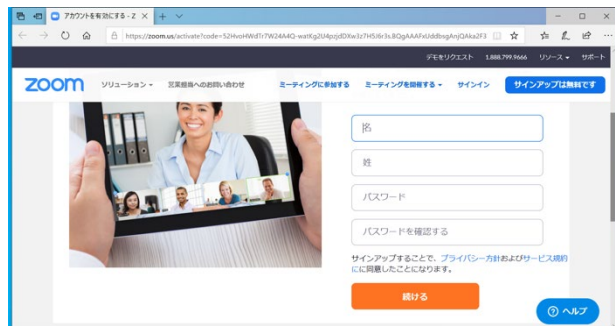 アカウントを有効にする - Z
https://zoom.us/activate?code=
デモをリクエスト 1.888.799.9666 リソース サポート
zoom ソリューション 営業担当へのお問い合わせ ミーティングに参加する ミーティングを開催する サインイン サインアップは無料です
名
姓
パスワード
パスワードを確認する
サインアップすることで、プライバシー方針およびサービス規約
にに同意したことになります。
続ける
ヘルプ